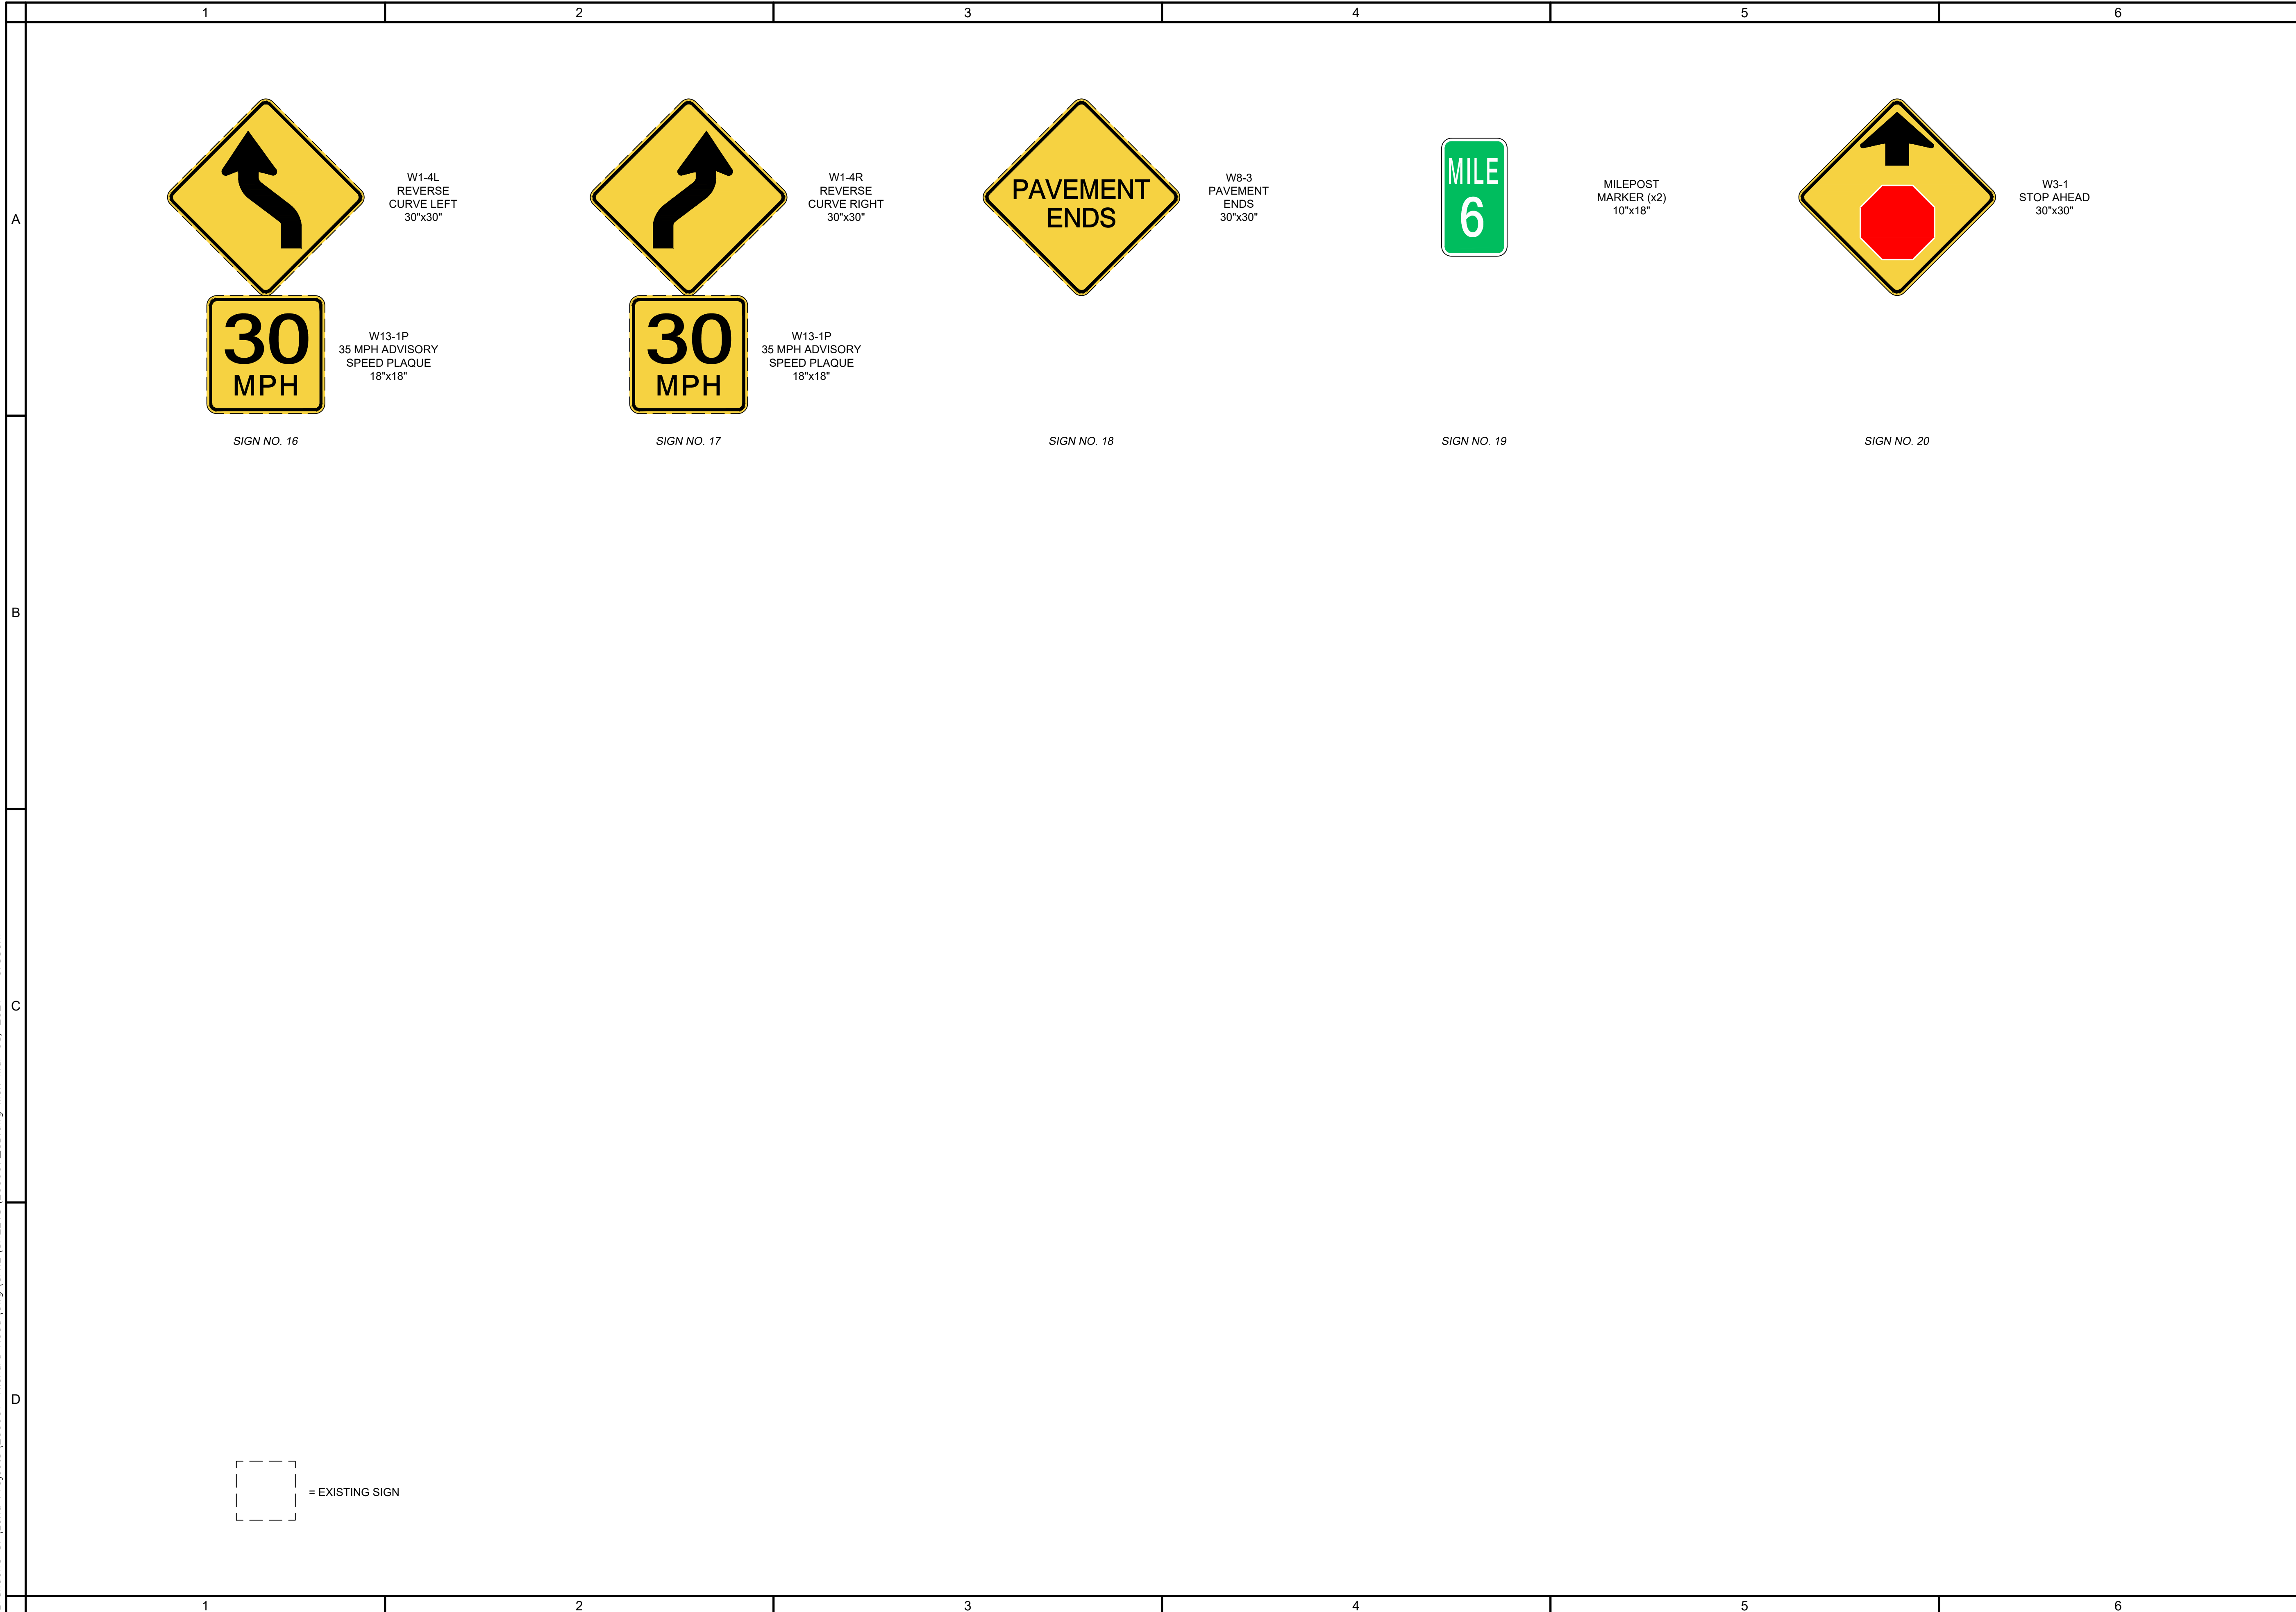 1 2 3 4 5 6
MILE
6
PAVEMENT
ENDS
W1-4L
REVERSE
CURVE LEFT
30"x30"
W1-4R
REVERSE
CURVE RIGHT
30"x30"
W8-3
PAVEMENT
ENDS
30"x30"
MILEPOST
MARKER (x2)
10"x18"
W3-1
STOP AHEAD
30"x30"
A
30
MPH
W13-1P
35 MPH ADVISORY
SPEED PLAQUE
18"x18"
30
MPH
W13-1P
35 MPH ADVISORY
SPEED PLAQUE
18"x18"
SIGN NO. 16
SIGN NO. 17
SIGN NO. 18
SIGN NO. 19
SIGN NO. 20
B
C
D
= EXISTING SIGN
1 2 3 4 5 6